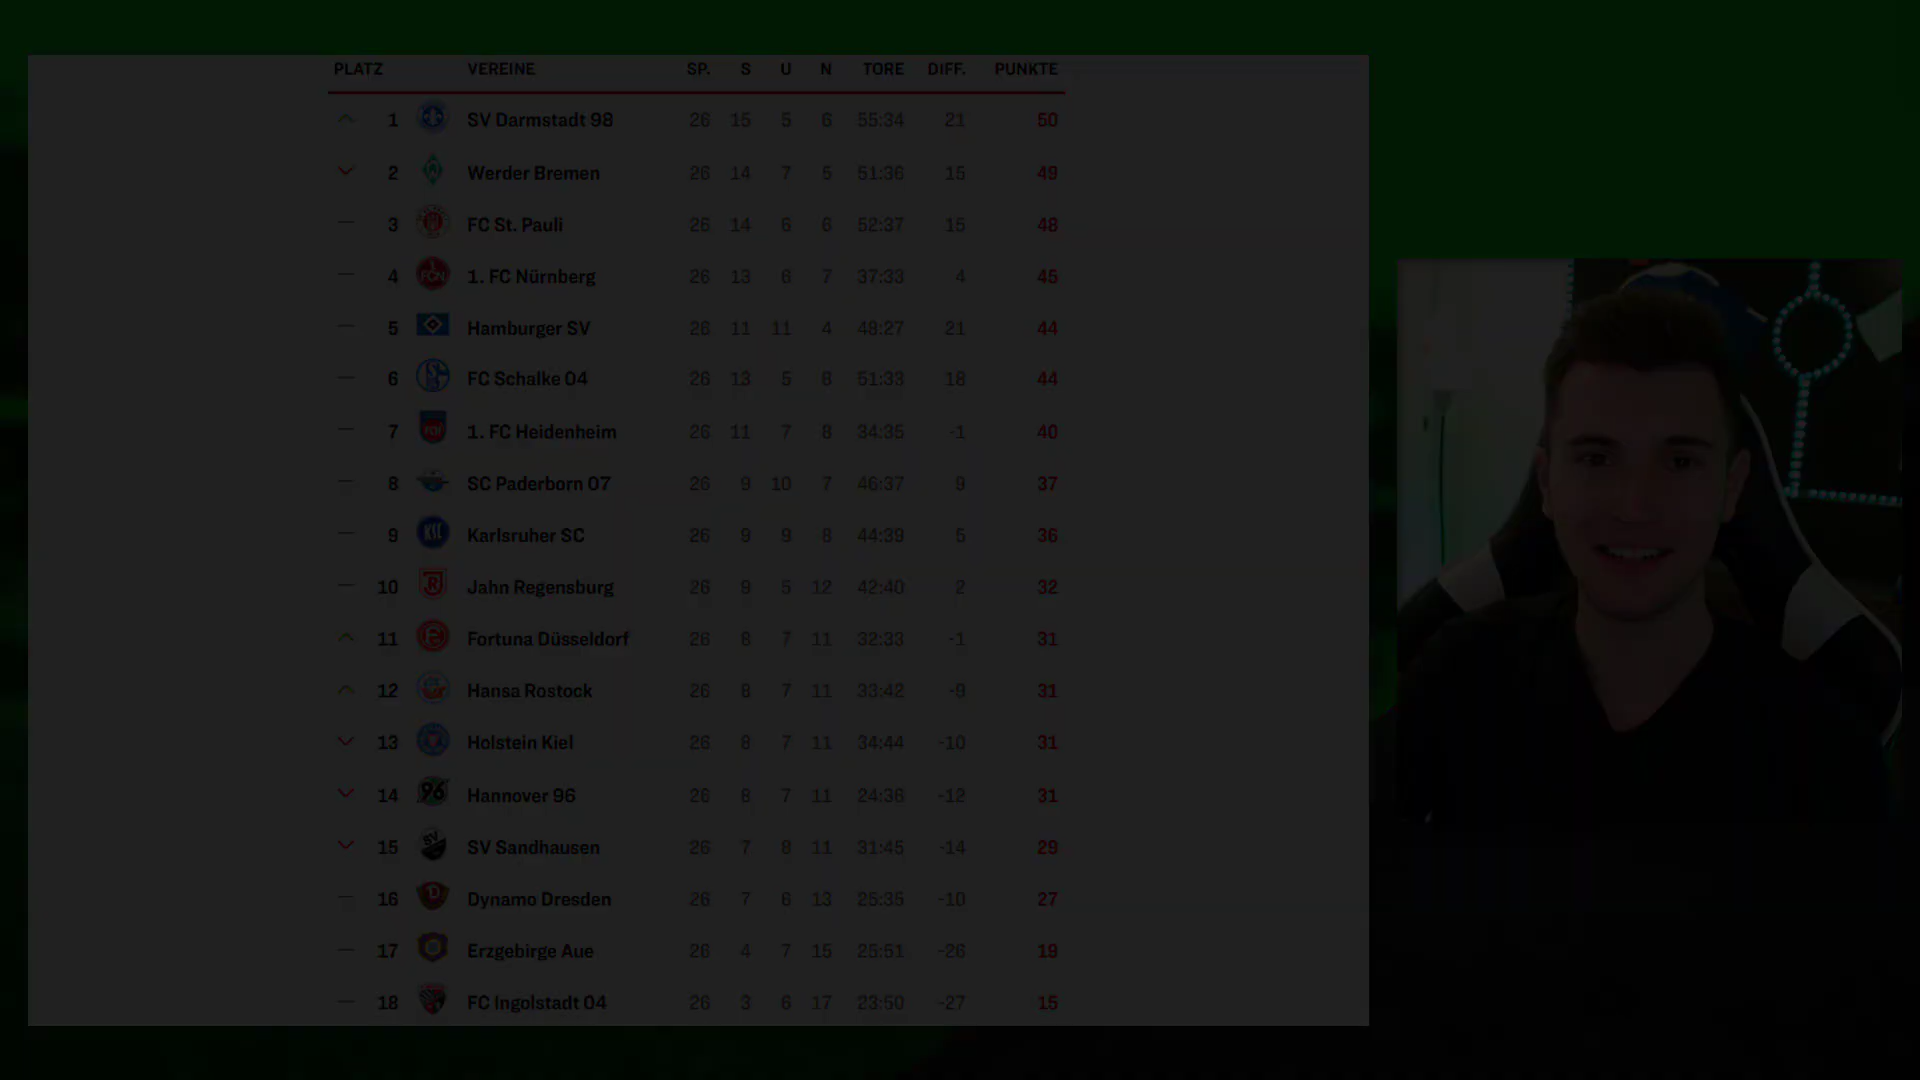 PLATZ VEREINE SP. S U N TORE DIFF. PUNKTE
1 SV Darmstadt 98 26 15 5 6 55:34 21 50
2 Werder Bremen 26 14 7 5 51:36 15 49
3 FC St. Pauli 26 14 6 6 52:37 15 48
4 1. FC Nürnberg 26 13 6 7 37:33 4 45
5 Hamburger SV 26 11 11 4 48:27 21 44
6 FC Schalke 04 26 13 5 8 51:33 18 44
7 1. FC Heidenheim 26 11 7 8 34:35 -1 40
8 SC Paderborn 07 26 9 10 7 46:37 9 37
9 Karlsruher SC 26 9 9 8 44:39 5 36
10 Jahn Regensburg 26 9 5 12 42:40 2 32
11 Fortuna Düsseldorf 26 8 7 11 32:33 -1 31
12 Hansa Rostock 26 8 7 11 33:42 -9 31
13 Holstein Kiel 26 8 7 11 34:44 -10 31
14 Hannover 96 26 8 7 11 24:36 -12 31
15 SV Sandhausen 26 7 8 11 31:45 -14 29
16 Dynamo Dresden 26 7 6 13 25:35 -10 27
17 Erzgebirge Aue 26 4 7 15 25:51 -26 19
18 FC Ingolstadt 04 26 3 6 17 23:50 -27 15